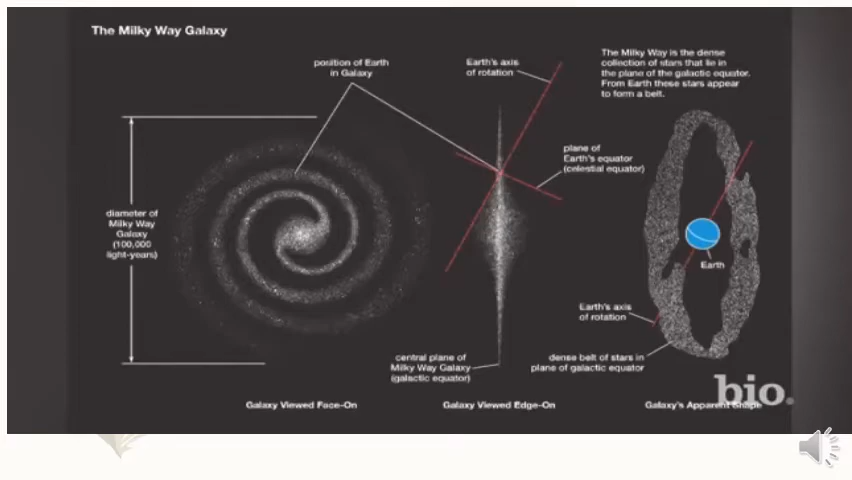 The Milky Way Galaxy
position of Earth
in Galaxy
Earth's axis
of rotation
The Milky Way is the dense
collection of stars that lie in
the plane of the galactic equator.
From Earth these stars appear
to form a belt.
plane of
Earth's equator
(celestial equator)
diameter of
Milky Way
Galaxy
(100,000
light-years)
Earth
Earth's axis
of rotation
central plane of
Milky Way Galaxy
(galactic equator)
dense belt of stars in
plane of galactic equator
bio.
Galaxy Viewed Face-On
Galaxy Viewed Edge-On
Galaxy's Apparent Shape